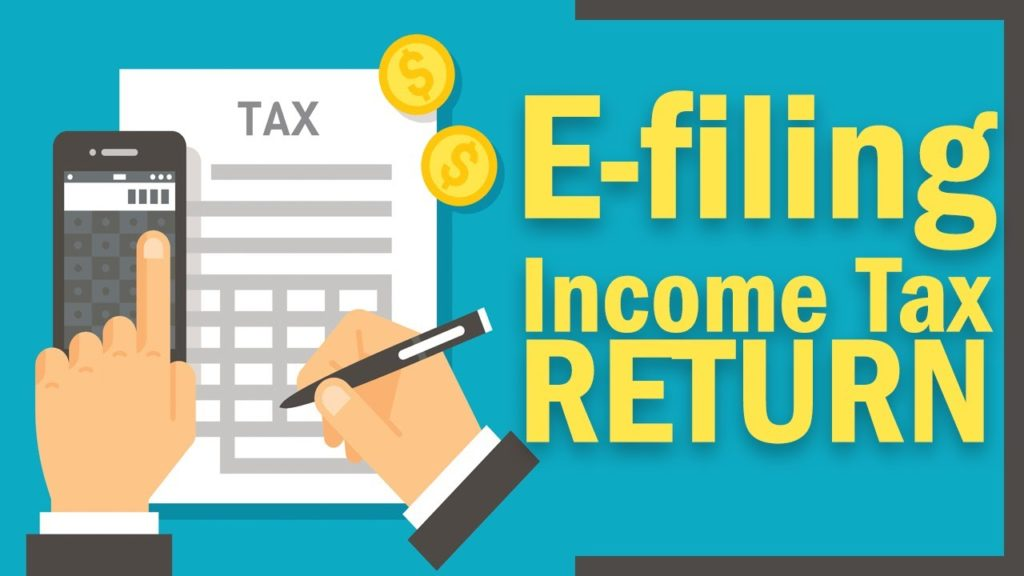 TAX
$
$
E-filing
Income Tax
RETURN